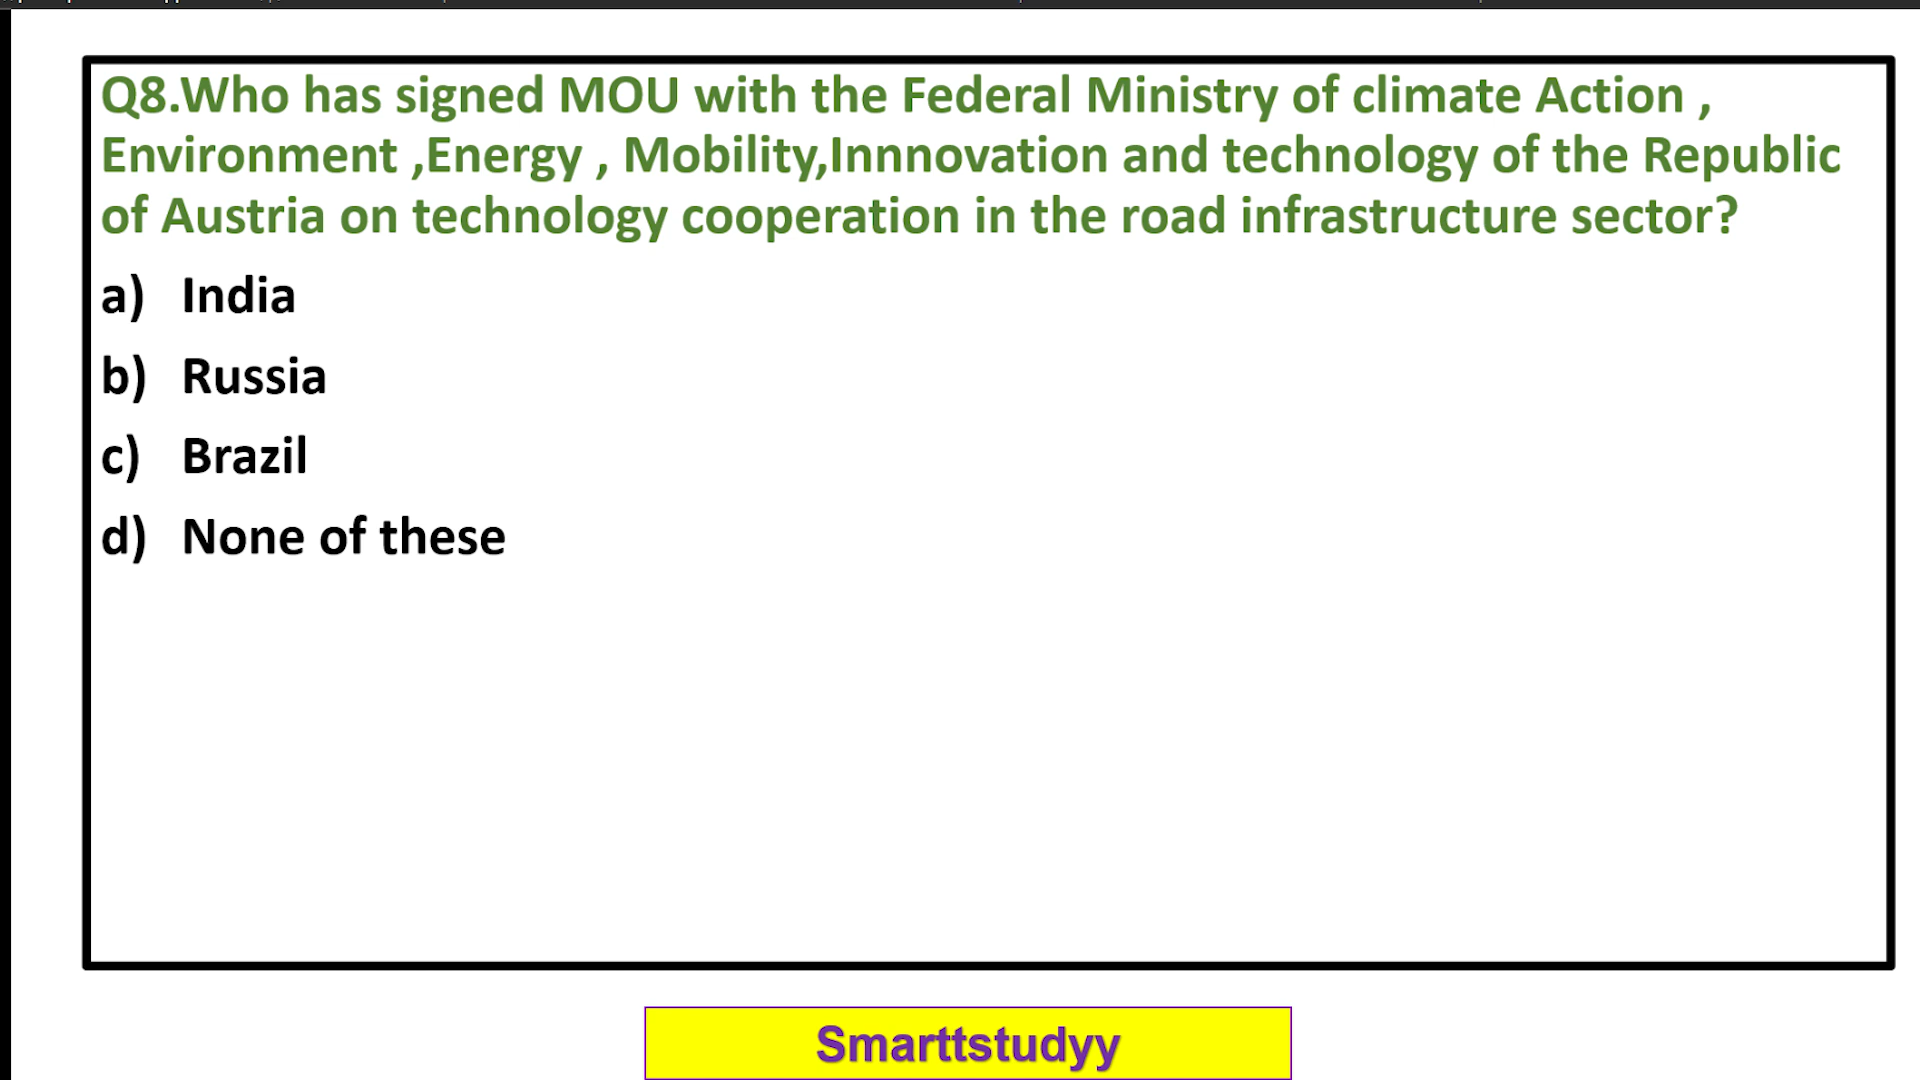 Q8.Who has signed MOU with the Federal Ministry of climate Action ,
Environment ,Energy , Mobility,Innnovation and technology of the Republic
of Austria on technology cooperation in the road infrastructure sector?
a) India
b) Russia
c) Brazil
d) None of these
Smarttstudyy